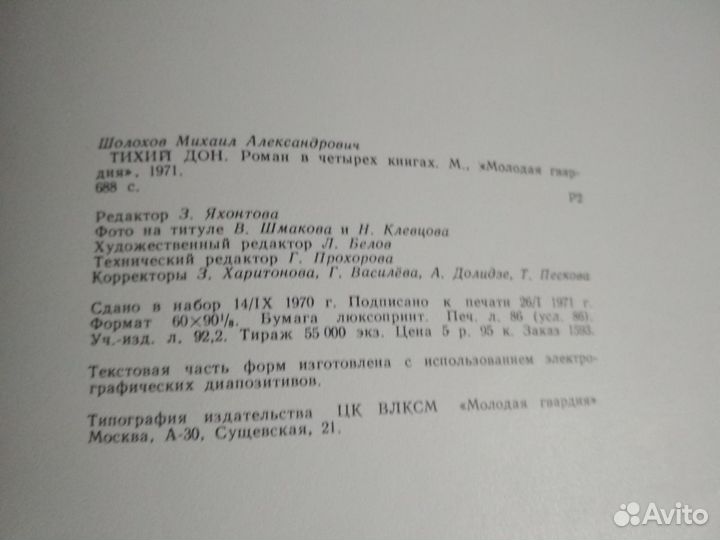 Шолохов Михаил Александрович
ТИХИЙ ДОН. Роман в четырех книгах. М., «Молодая гвар-
дия», 1971.
688 с.
Р2
Редактор З. Яхонтова
Фото на титуле В. Шмакова и Н. Клевцова
Художественный редактор Л. Белов
Технический редактор Г. Прохорова
Корректоры З. Харитонова, Г. Василёва, А. Долидзе, Т. Пескова
Сдано в набор 14/IX 1970 г. Подписано к печати 26/I 1971 г.
Формат 60×90 1/8. Бумага люксопринт. Печ. л. 86 (усл. 86).
Уч.-изд. л. 92,2. Тираж 55 000 экз. Цена 5 р. 95 к. Заказ 1593.
Текстовая часть форм изготовлена с использованием электро-
графических диапозитивов.
Типография издательства ЦК ВЛКСМ «Молодая гвардия»
Москва, А-30, Сущевская, 21.
Avito